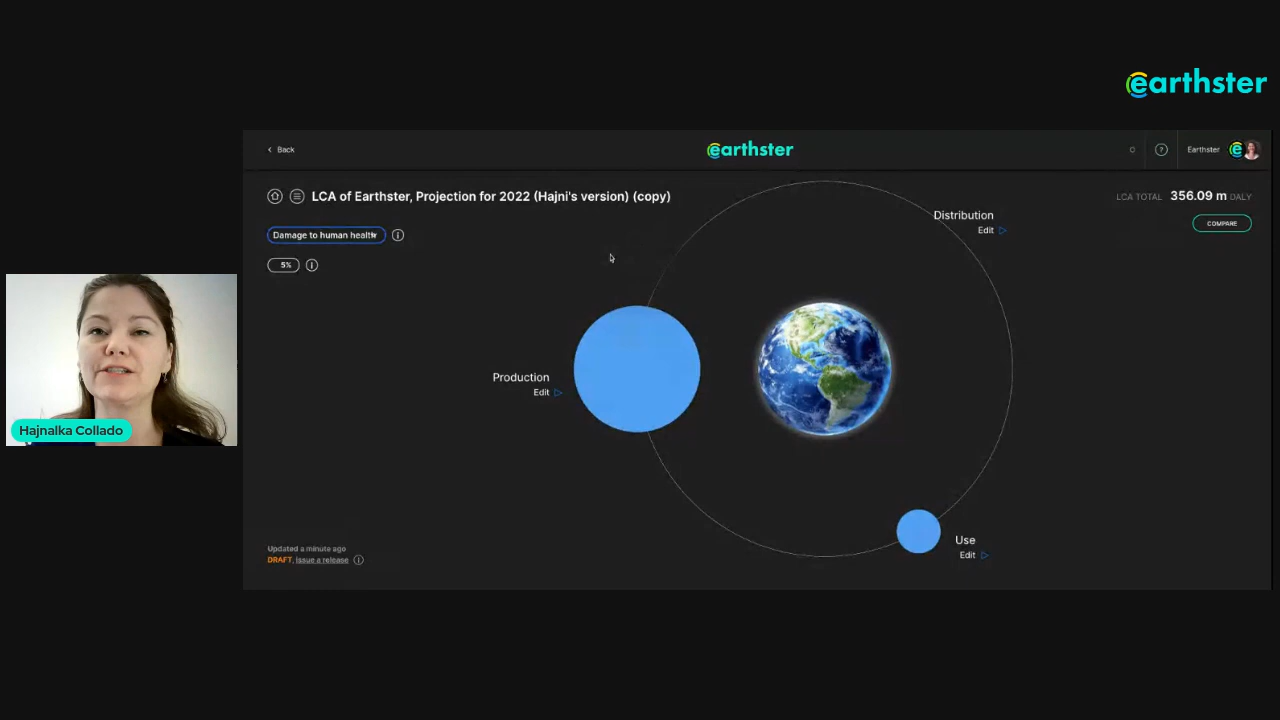 earthster
Back
earthster
Earthster
LCA of Earthster, Projection for 2022 (Hajni's version) (copy)
LCA TOTAL 356.09 m DALY
COMPARE
Damage to human health
5%
Distribution
Edit
Production
Edit
Use
Edit
Hajnalka Collado
Updated a minute ago
DRAFT, issue a release